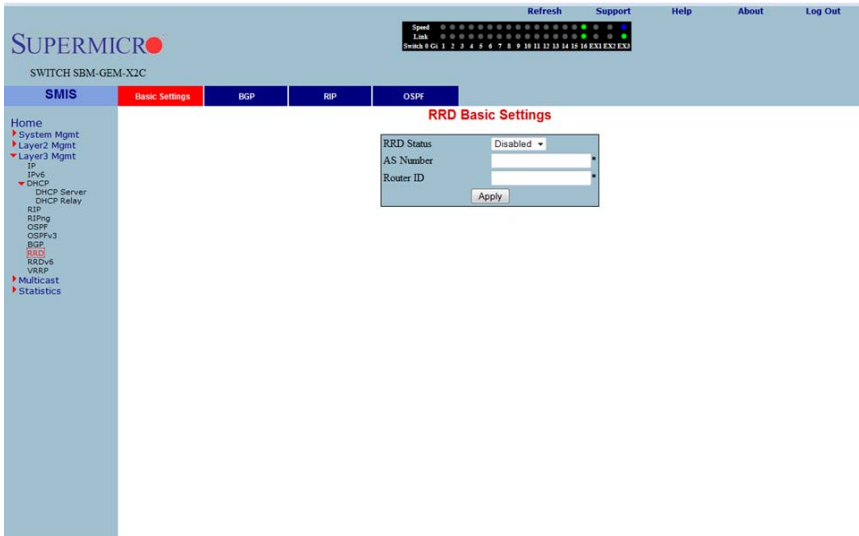 Refresh Support Help About Log Out
SUPERMICRO
Speed
Link
Switch 0 Gi 1 2 3 4 5 6 7 8 9 10 11 12 13 14 15 16 EX1 EX2 EX3
SWITCH SBM-GEM-X2C
SMIS
Basic Settings BGP RIP OSPF
Home
System Mgmt
Layer2 Mgmt
Layer3 Mgmt
IP
IPv6
DHCP
DHCP Server
DHCP Relay
RIP
RIPng
OSPF
OSPFv3
BGP
RRD
RRDv6
VRRP
Multicast
Statistics
RRD Basic Settings
RRD Status Disabled
AS Number *
Router ID *
Apply